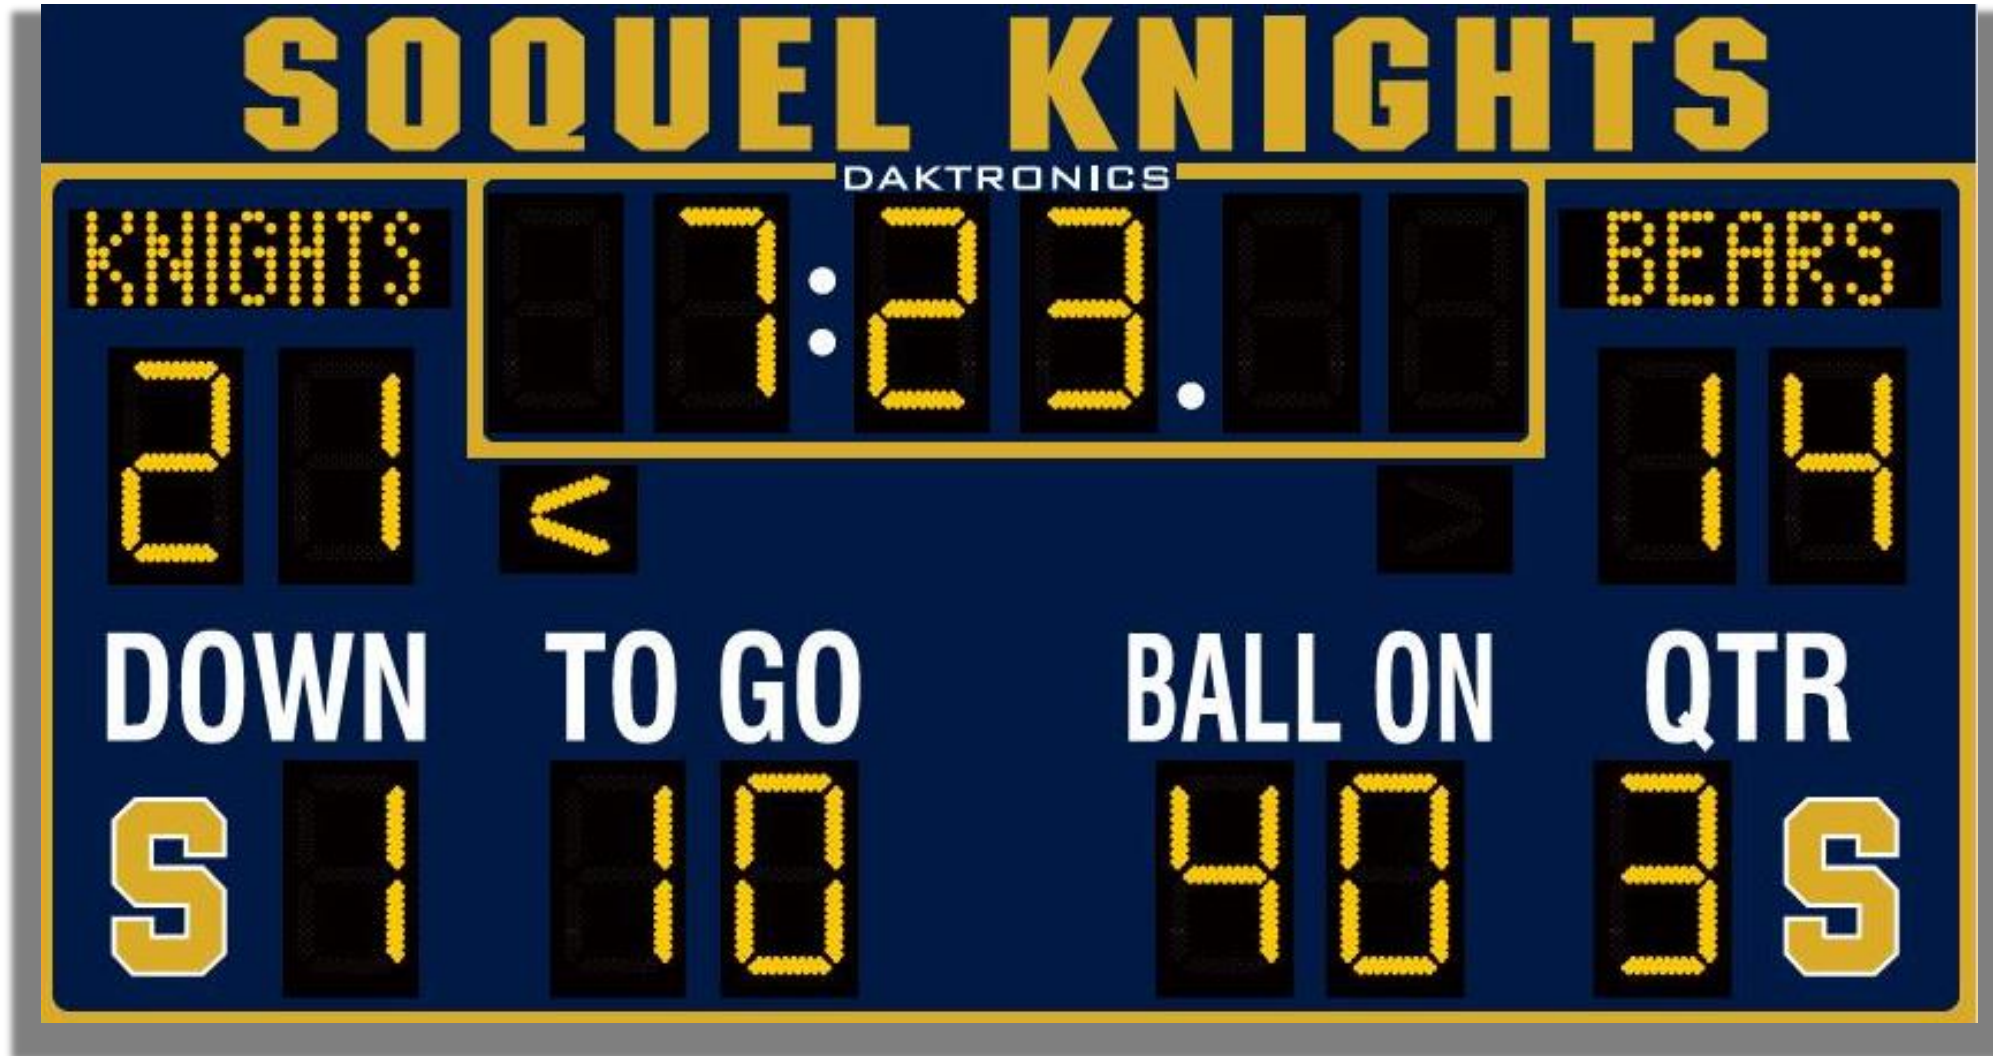 SOQUEL KNIGHTS
DAKTRONICS
KNIGHTS 7:23. BEARS
21 < 14
DOWN TO GO BALL ON QTR
S 1 10 40 3 S